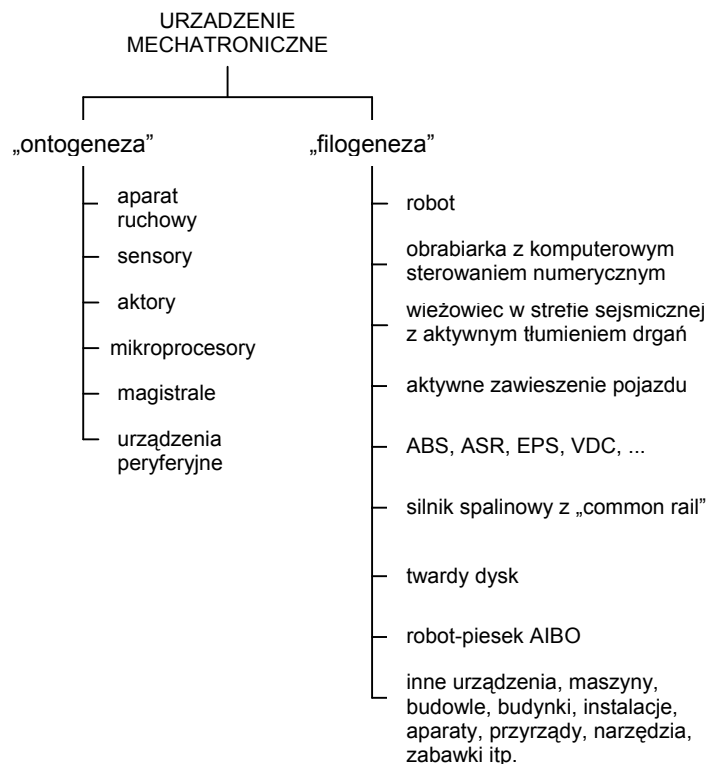 URZADZENIE
MECHATRONICZNE
„ontogeneza”
aparat
ruchowy
sensory
aktory
mikroprocesory
magistrale
urządzenia
peryferyjne
„filogeneza”
robot
obrabiarka z komputerowym
sterowaniem numerycznym
wieżowiec w strefie sejsmicznej
z aktywnym tłumieniem drgań
aktywne zawieszenie pojazdu
ABS, ASR, EPS, VDC, ...
silnik spalinowy z „common rail”
twardy dysk
robot-piesek AIBO
inne urządzenia, maszyny,
budowle, budynki, instalacje,
aparaty, przyrządy, narzędzia,
zabawki itp.